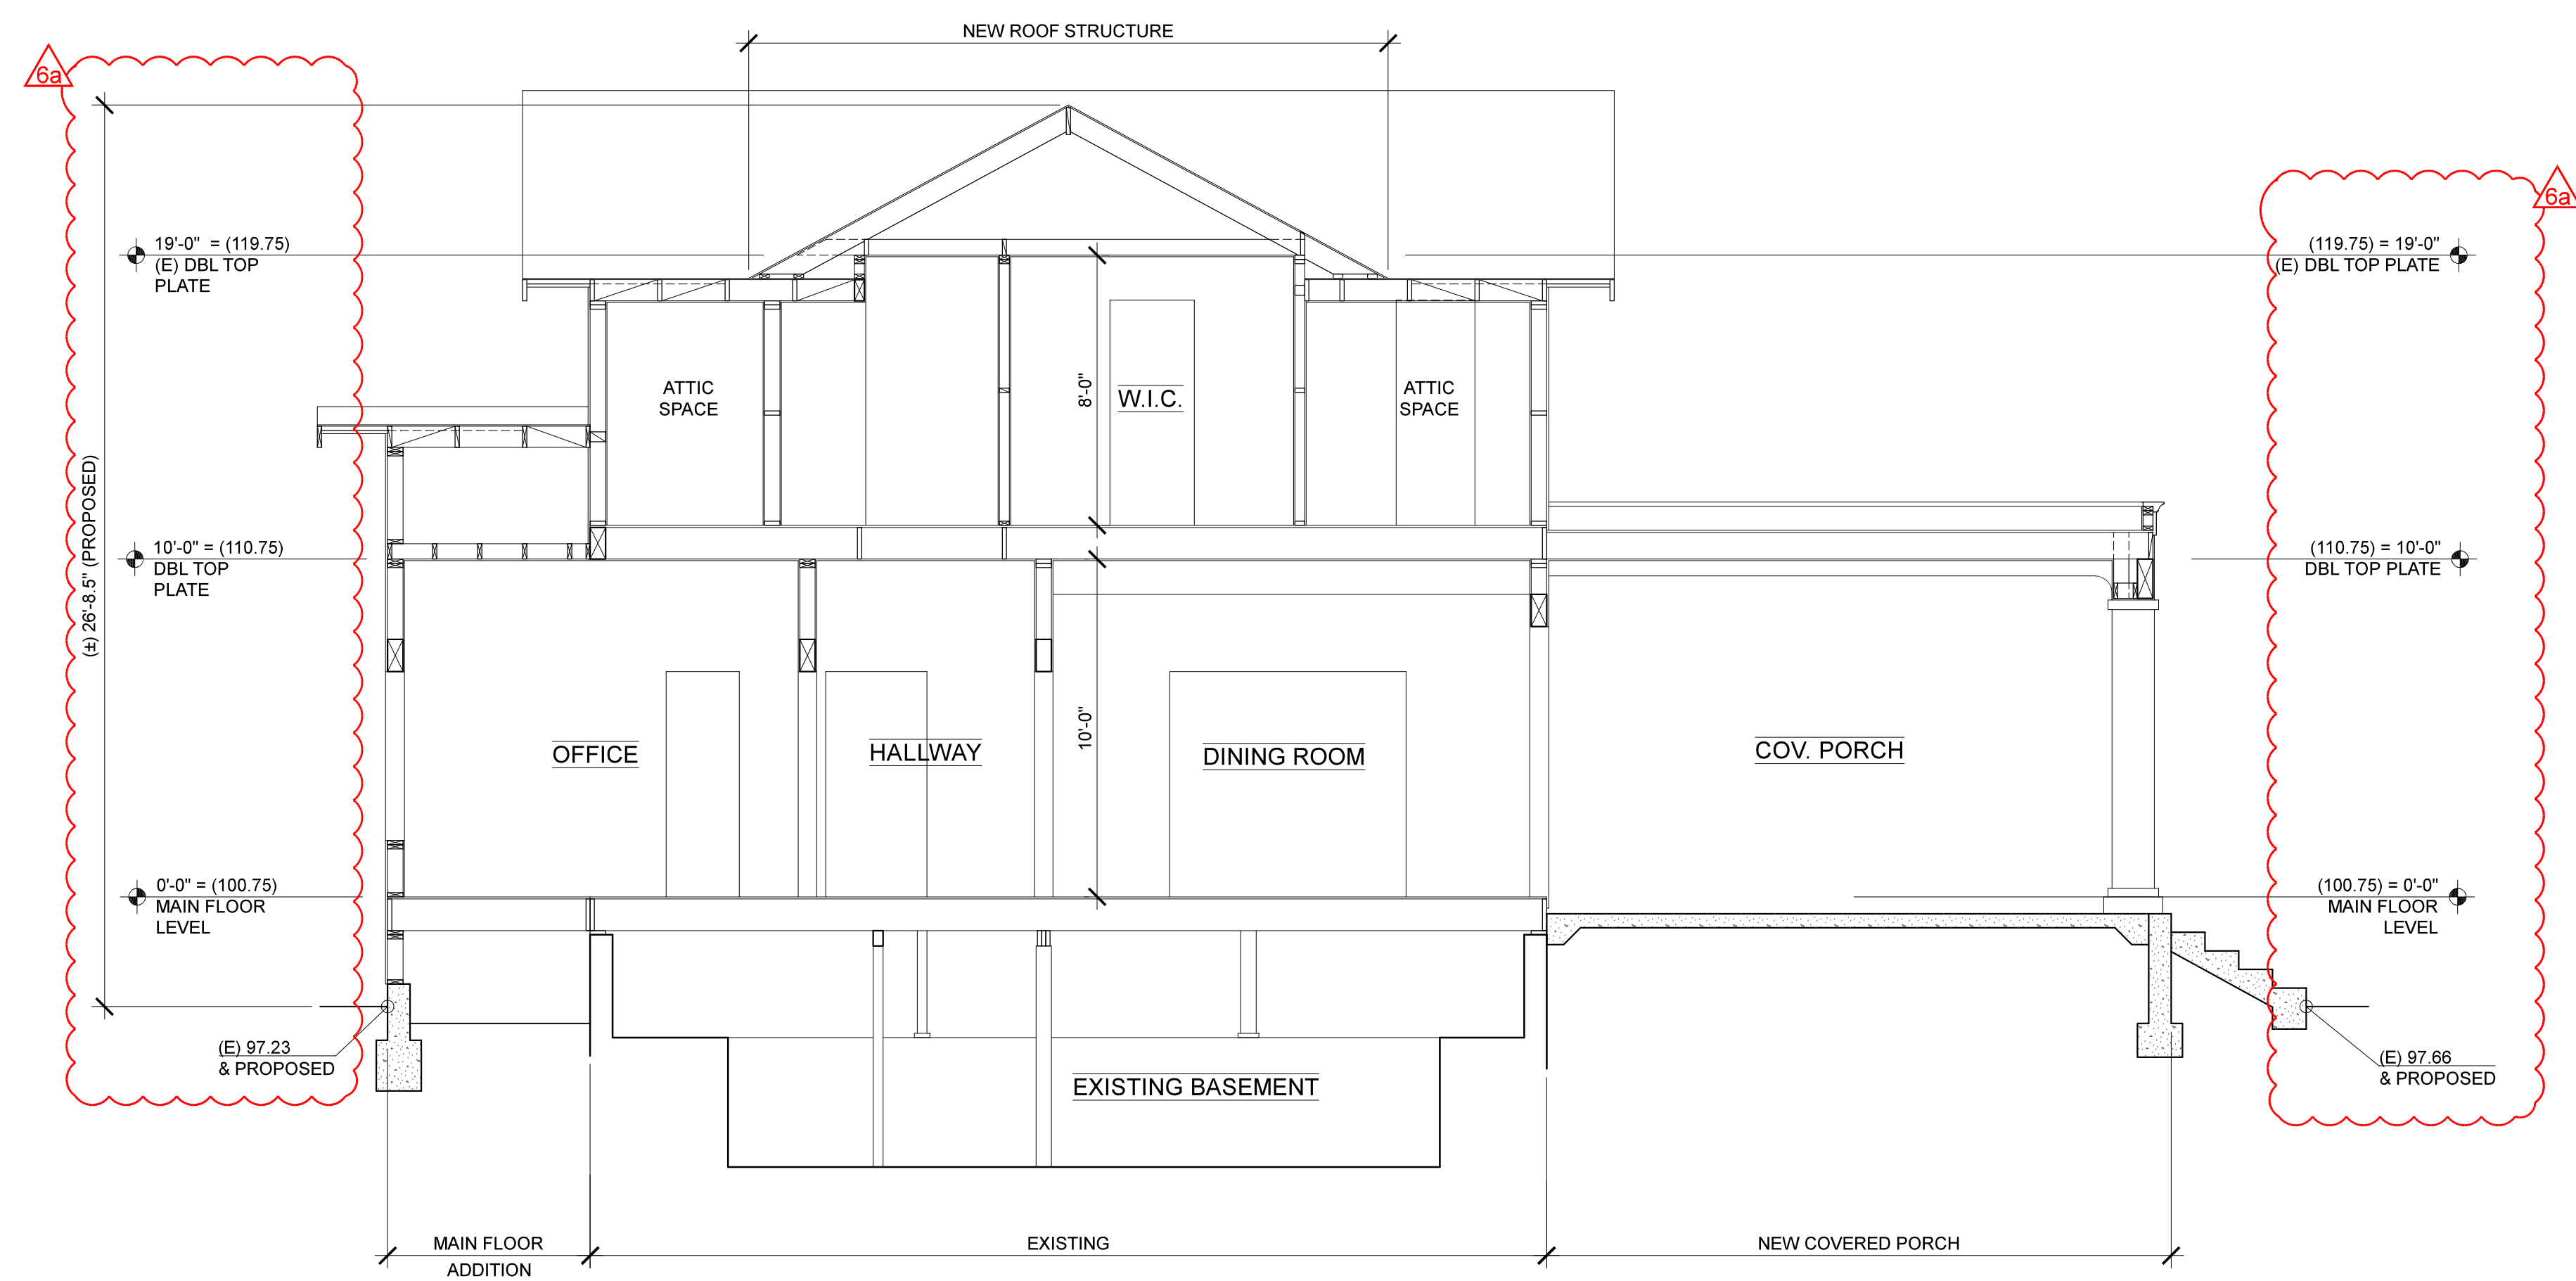 NEW ROOF STRUCTURE
6a
6a
19'-0" = (119.75)
(E) DBL TOP
PLATE
(119.75) = 19'-0"
(E) DBL TOP PLATE
ATTIC
SPACE
8'-0"
W.I.C.
ATTIC
SPACE
(±) 26'-8.5" (PROPOSED)
10'-0" = (110.75)
DBL TOP
PLATE
(110.75) = 10'-0"
DBL TOP PLATE
OFFICE
HALLWAY
10'-0"
DINING ROOM
COV. PORCH
0'-0" = (100.75)
MAIN FLOOR
LEVEL
(100.75) = 0'-0"
MAIN FLOOR
LEVEL
(E) 97.23
& PROPOSED
EXISTING BASEMENT
(E) 97.66
& PROPOSED
MAIN FLOOR
ADDITION
EXISTING
NEW COVERED PORCH